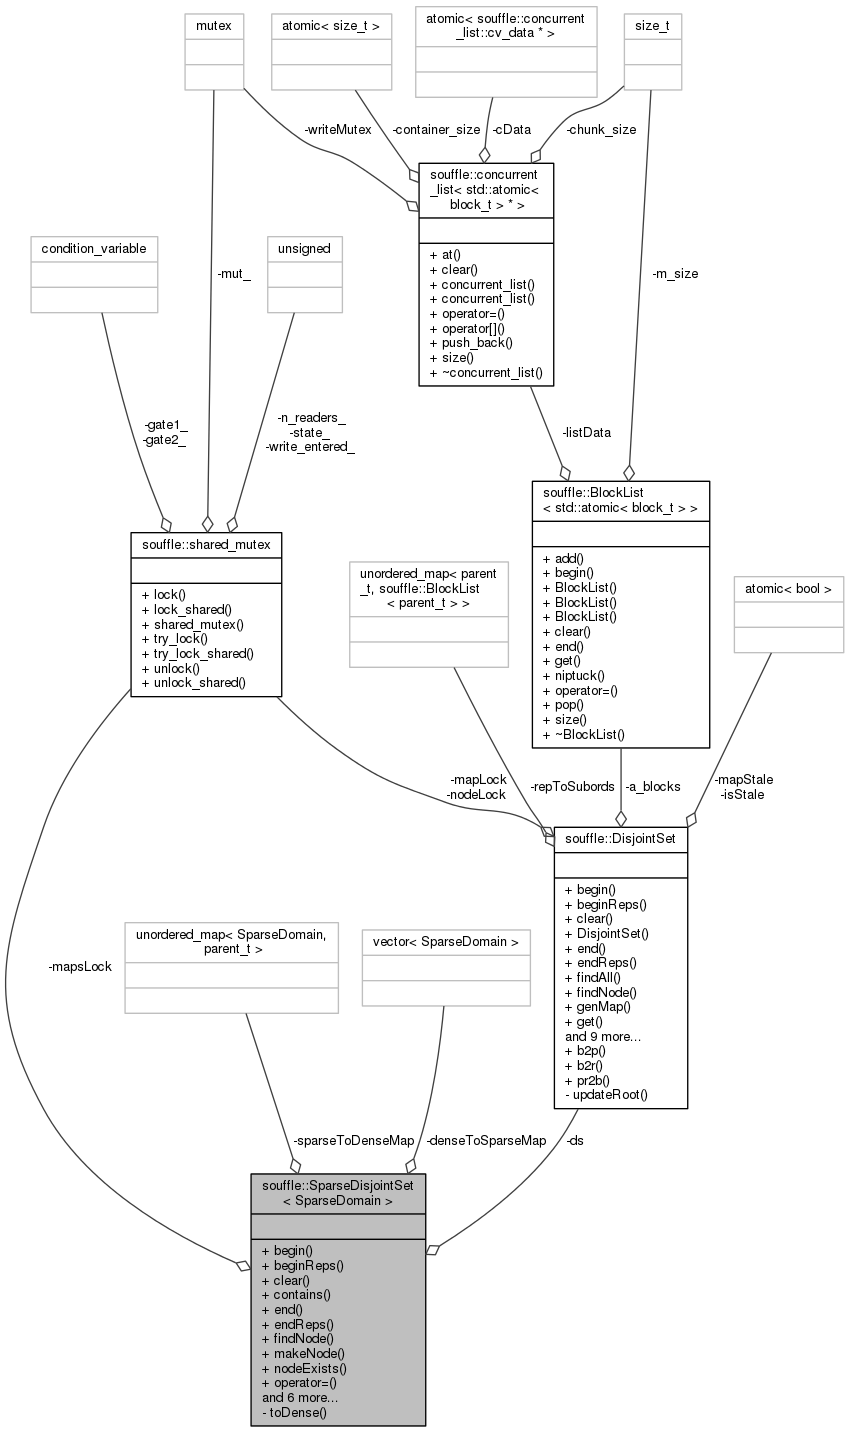 mutex
atomic< size_t >
atomic< souffle::concurrent
_list::cv_data * >
size_t
-writeMutex
-container_size
-cData
-chunk_size
souffle::concurrent
_list< std::atomic<
block_t > * >
+ at()
+ clear()
+ concurrent_list()
+ concurrent_list()
+ operator=()
+ operator[]()
+ push_back()
+ size()
+ ~concurrent_list()
condition_variable
unsigned
-mut_
-m_size
-gate1_
-gate2_
-n_readers_
-state_
-write_entered_
-listData
souffle::BlockList
< std::atomic< block_t > >
+ add()
+ begin()
+ BlockList()
+ BlockList()
+ BlockList()
+ clear()
+ end()
+ get()
+ niptuck()
+ operator=()
+ pop()
+ size()
+ ~BlockList()
souffle::shared_mutex
+ lock()
+ lock_shared()
+ shared_mutex()
+ try_lock()
+ try_lock_shared()
+ unlock()
+ unlock_shared()
unordered_map< parent
_t, souffle::BlockList
< parent_t > >
atomic< bool >
-mapLock
-nodeLock
-repToSubords
-a_blocks
-mapStale
-isStale
souffle::DisjointSet
+ begin()
+ beginReps()
+ clear()
+ DisjointSet()
+ end()
+ endReps()
+ findAll()
+ findNode()
+ genMap()
+ get()
and 9 more...
+ b2p()
+ b2r()
+ pr2b()
- updateRoot()
-mapsLock
unordered_map< SparseDomain,
parent_t >
vector< SparseDomain >
-sparseToDenseMap
-denseToSparseMap
-ds
souffle::SparseDisjointSet
< SparseDomain >
+ begin()
+ beginReps()
+ clear()
+ contains()
+ end()
+ endReps()
+ findNode()
+ makeNode()
+ nodeExists()
+ operator=()
and 6 more...
- toDense()